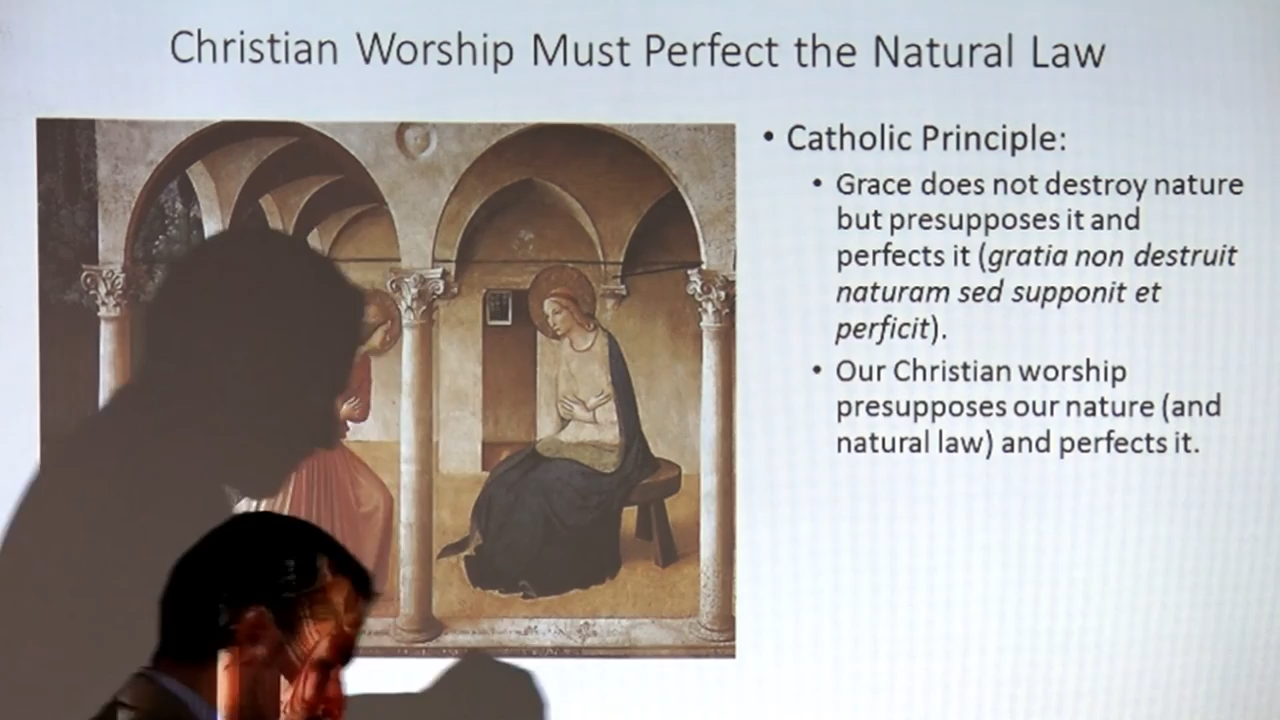 Christian Worship Must Perfect the Natural Law
• Catholic Principle:
• Grace does not destroy nature
but presupposes it and
perfects it (gratia non destruit
naturam sed supponit et
perficit).
• Our Christian worship
presupposes our nature (and
natural law) and perfects it.